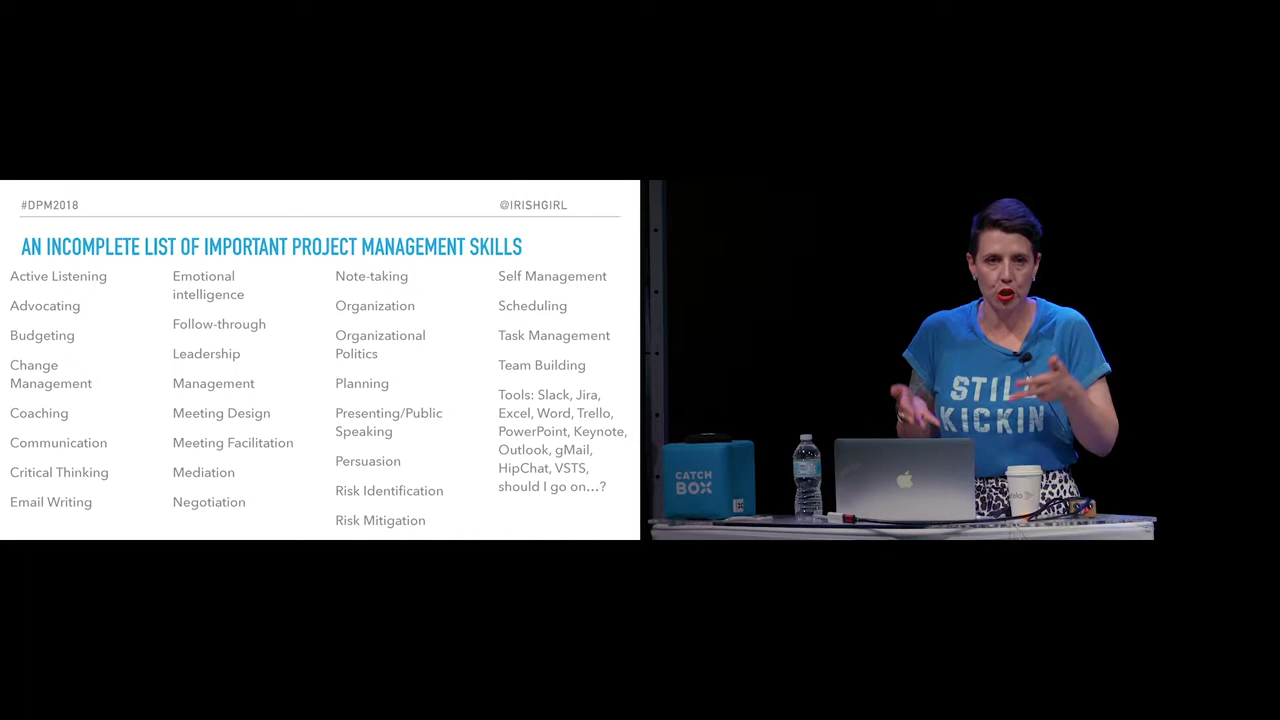 #DPM2018
@IRISHGIRL
AN INCOMPLETE LIST OF IMPORTANT PROJECT MANAGEMENT SKILLS
Active Listening
Advocating
Budgeting
Change
Management
Coaching
Communication
Critical Thinking
Email Writing
Emotional
intelligence
Follow-through
Leadership
Management
Meeting Design
Meeting Facilitation
Mediation
Negotiation
Note-taking
Organization
Organizational
Politics
Planning
Presenting/Public
Speaking
Persuasion
Risk Identification
Risk Mitigation
Self Management
Scheduling
Task Management
Team Building
Tools: Slack, Jira,
Excel, Word, Trello,
PowerPoint, Keynote,
Outlook, gMail,
HipChat, VSTS,
should I go on…?
STILL
KICKIN
CATCH
BOX